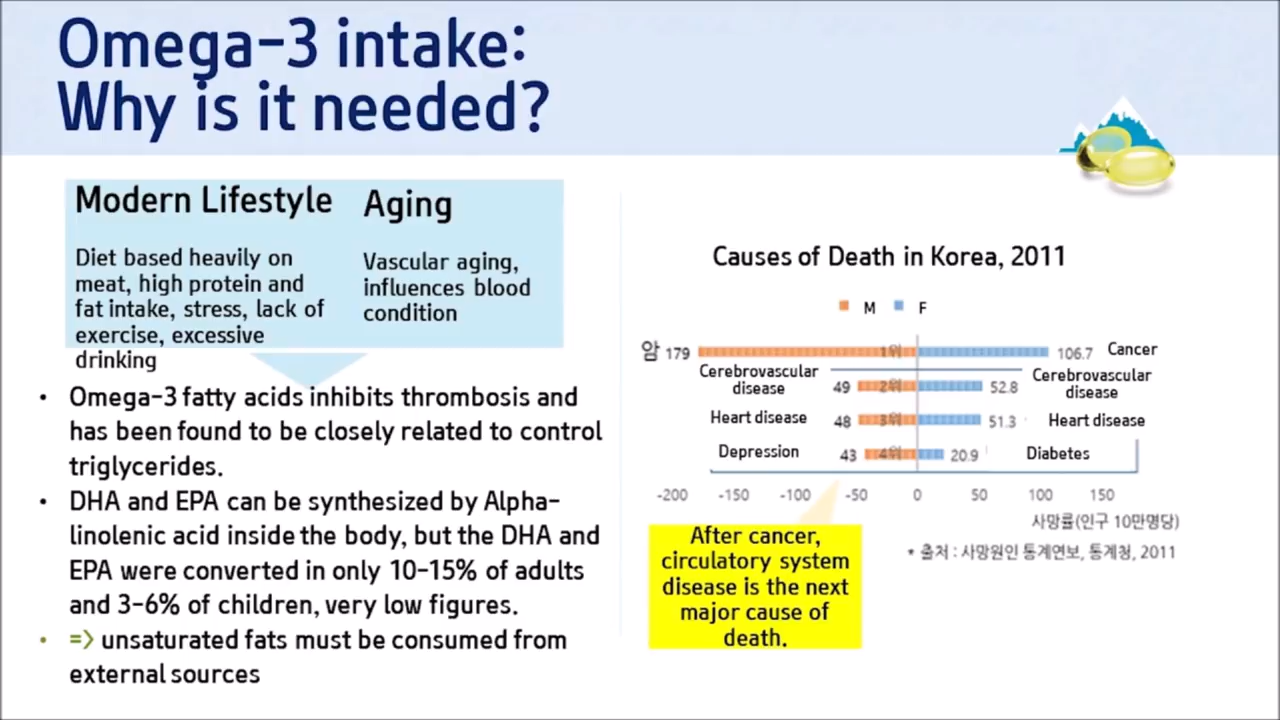 Omega-3 intake:
Why is it needed?
Modern Lifestyle
Diet based heavily on
meat, high protein and
fat intake, stress, lack of
exercise, excessive
drinking
Aging
Vascular aging,
influences blood
condition
• Omega-3 fatty acids inhibits thrombosis and
has been found to be closely related to control
triglycerides.
• DHA and EPA can be synthesized by Alpha-
linolenic acid inside the body, but the DHA and
EPA were converted in only 10-15% of adults
and 3-6% of children, very low figures.
• => unsaturated fats must be consumed from
external sources
Causes of Death in Korea, 2011
M F
암 179 1위 106.7 Cancer
Cerebrovascular
disease 49 2위 52.8 Cerebrovascular
disease
Heart disease 48 3위 51.3 Heart disease
Depression 43 4위 20.9 Diabetes
-200 -150 -100 -50 0 50 100 150
사망률(인구 10만명당)
* 출처 : 사망원인 통계연보, 통계청, 2011
After cancer,
circulatory system
disease is the next
major cause of
death.